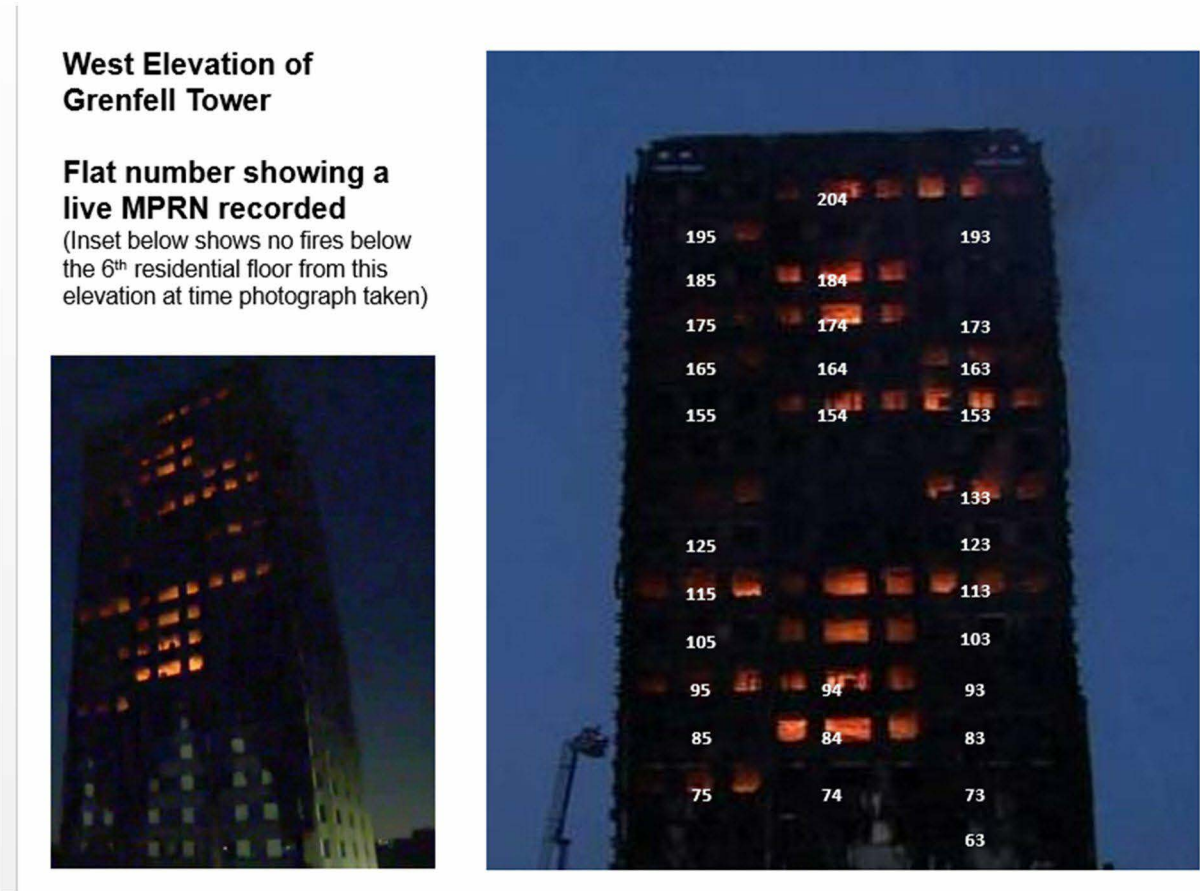 West Elevation of
Grenfell Tower
Flat number showing a
live MPRN recorded
(Inset below shows no fires below
the 6th residential floor from this
elevation at time photograph taken)
204
195 193
185 184
175 174 173
165 164 163
155 154 153
133
125 123
115 113
105 103
95 94 93
85 84 83
75 74 73
63